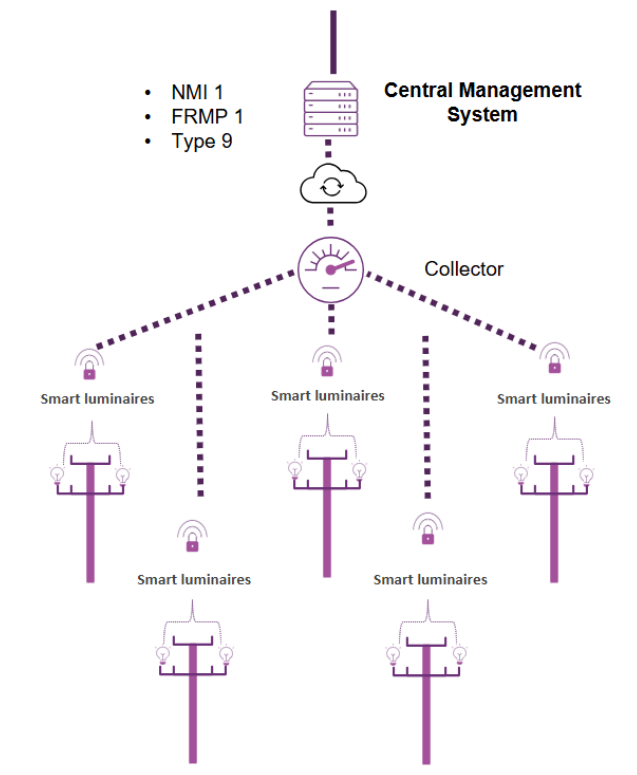 • NMI 1
• FRMP 1
• Type 9
Central Management
System
Collector
Smart luminaires
Smart luminaires
Smart luminaires
Smart luminaires
Smart luminaires